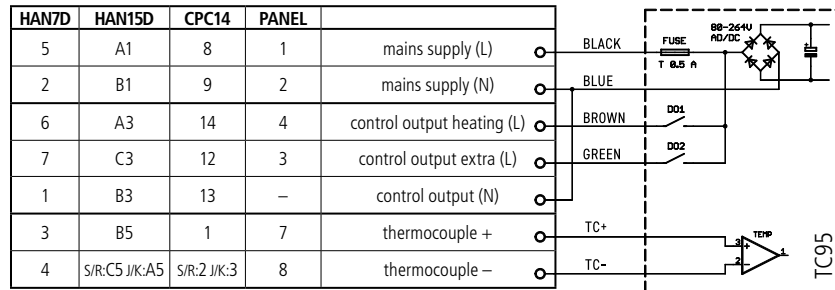 HAN7D HAN15D CPC14 PANEL
5 A1 8 1 mains supply (L) BLACK
2 B1 9 2 mains supply (N) BLUE
6 A3 14 4 control output heating (L) BROWN
7 C3 12 3 control output extra (L) GREEN
1 B3 13 – control output (N)
3 B5 1 7 thermocouple + TC+
4 S/R:C5 J/K:A5 S/R:2 J/K:3 8 thermocouple – TC-
FUSE
T 0.5 A
80-264V
AD/DC
+
DO1
DO2
TEMP
3 +
2 -
1
TC95